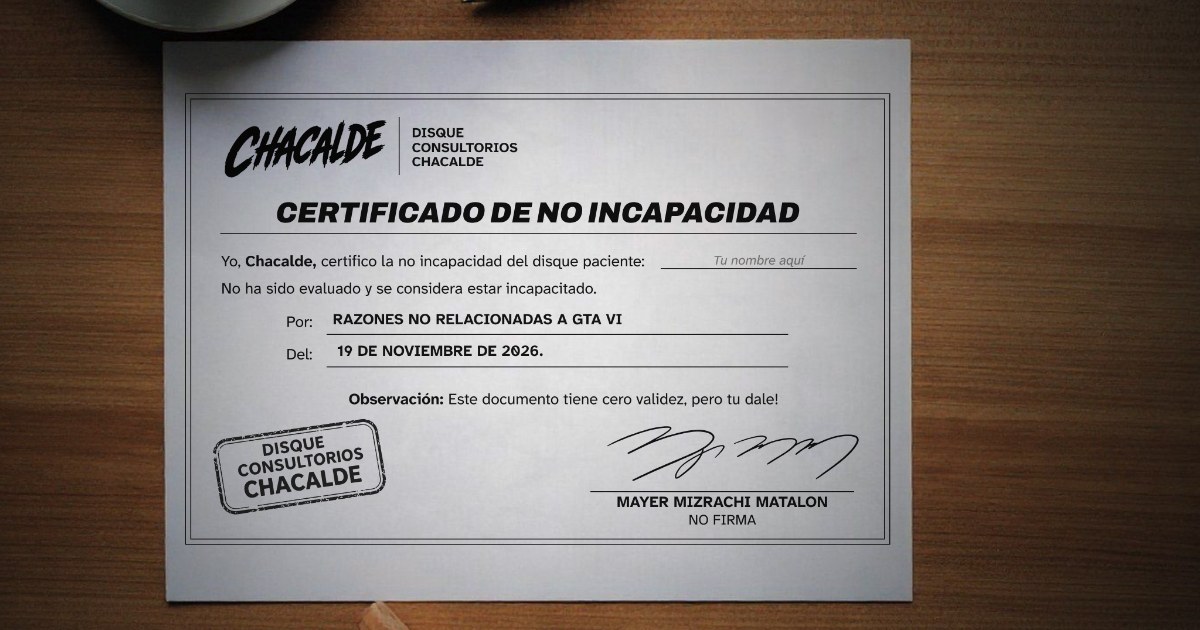 CHACALDE
DISQUE
CONSULTORIOS
CHACALDE
CERTIFICADO DE NO INCAPACIDAD
Yo, Chacalde, certifico la no incapacidad del disque paciente: Tu nombre aquí
No ha sido evaluado y se considera estar incapacitado.
Por: RAZONES NO RELACIONADAS A GTA VI
Del: 19 DE NOVIEMBRE DE 2026.
Observación: Este documento tiene cero validez, pero tu dale!
DISQUE
CONSULTORIOS
CHACALDE
MAYER MIZRACHI MATALON
NO FIRMA